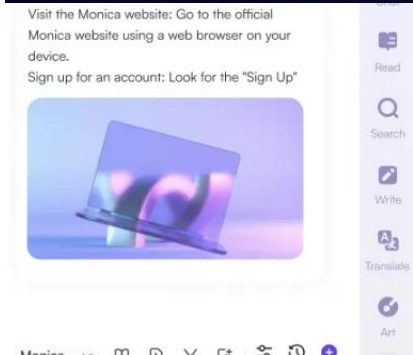 Visit the Monica website: Go to the official
Monica website using a web browser on your
device.
Sign up for an account: Look for the "Sign Up"
Chat
Read
Search
Write
Translate
Art
Monica